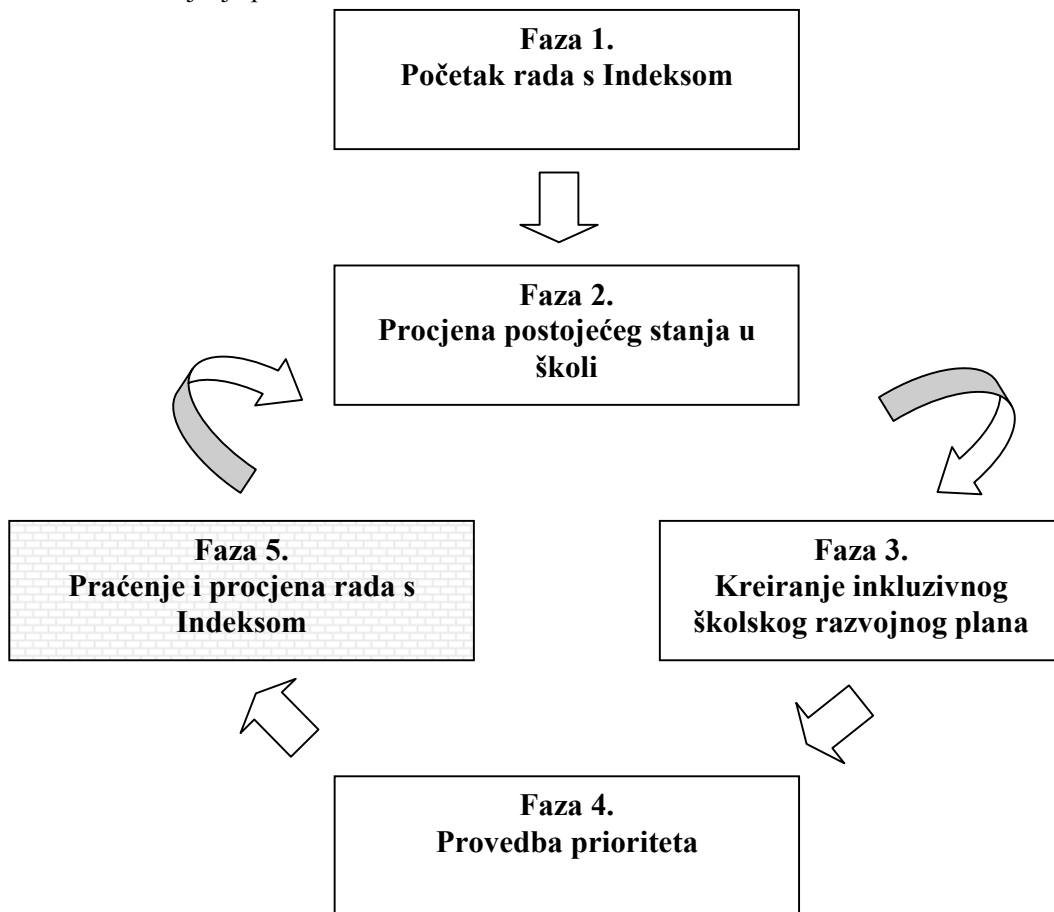 Faza 1.
Početak rada s Indeksom
Faza 2.
Procjena postojećeg stanja u
školi
Faza 5.
Praćenje i procjena rada s
Indeksom
Faza 3.
Kreiranje inkluzivnog
školskog razvojnog plana
Faza 4.
Provedba prioriteta